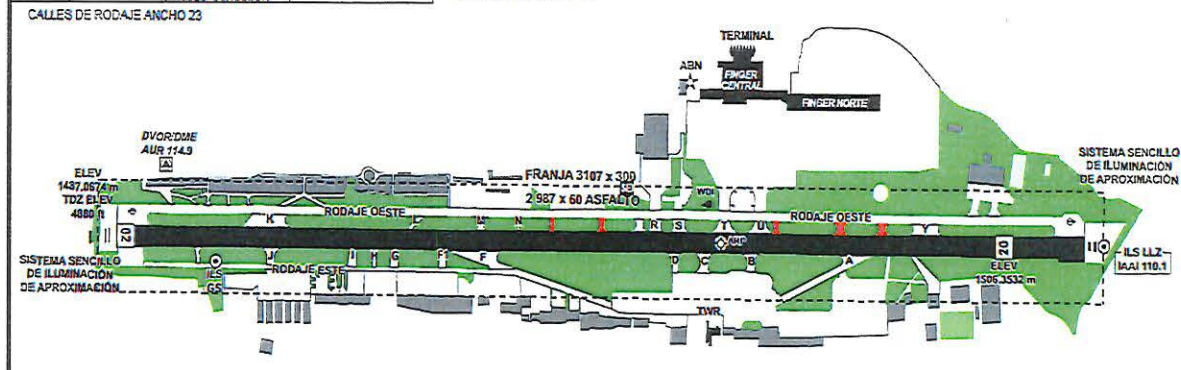 CALLES DE RODAJE ANCHO 23
TERMINAL
ABN
FINGER
CENTRAL
FINGER NORTE
DVOR/DME
AUR 114.9
ELEV
1487.0674 m
TDZ ELEV
4880 ft
FRANJA 3107 x 300
2 987 x 60 ASFALTO
WDI
SISTEMA SENCILLO
DE ILUMINACIÓN
DE APROXIMACIÓN
RODAJE OESTE
RODAJE OESTE
K
L
M
N
R
S
T
U
Y
02
20
ARP
ILS LLZ
IAAI 110.1
SISTEMA SENCILLO
DE ILUMINACIÓN
DE APROXIMACIÓN
ILS
GS
J
RODAJE ESTE
I
H
G
F1
F
D
C
B
A
ELEV
1506.3532 m
TWR